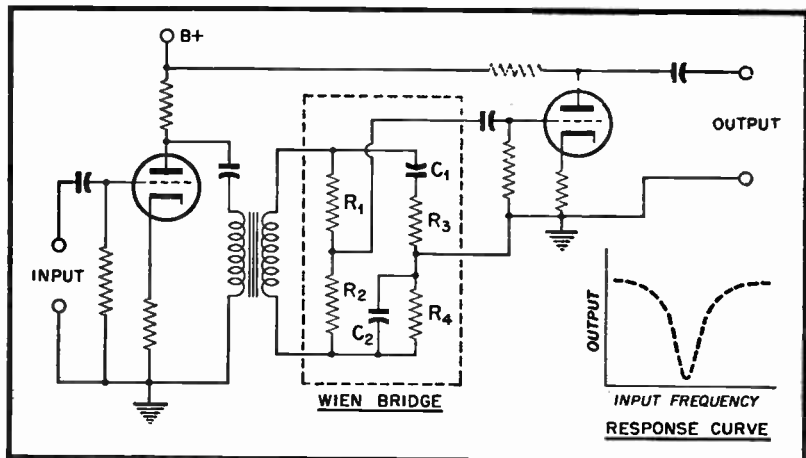 B+
INPUT
R1
R2
C1
R3
C2
R4
WIEN BRIDGE
OUTPUT
OUTPUT
INPUT FREQUENCY
RESPONSE CURVE